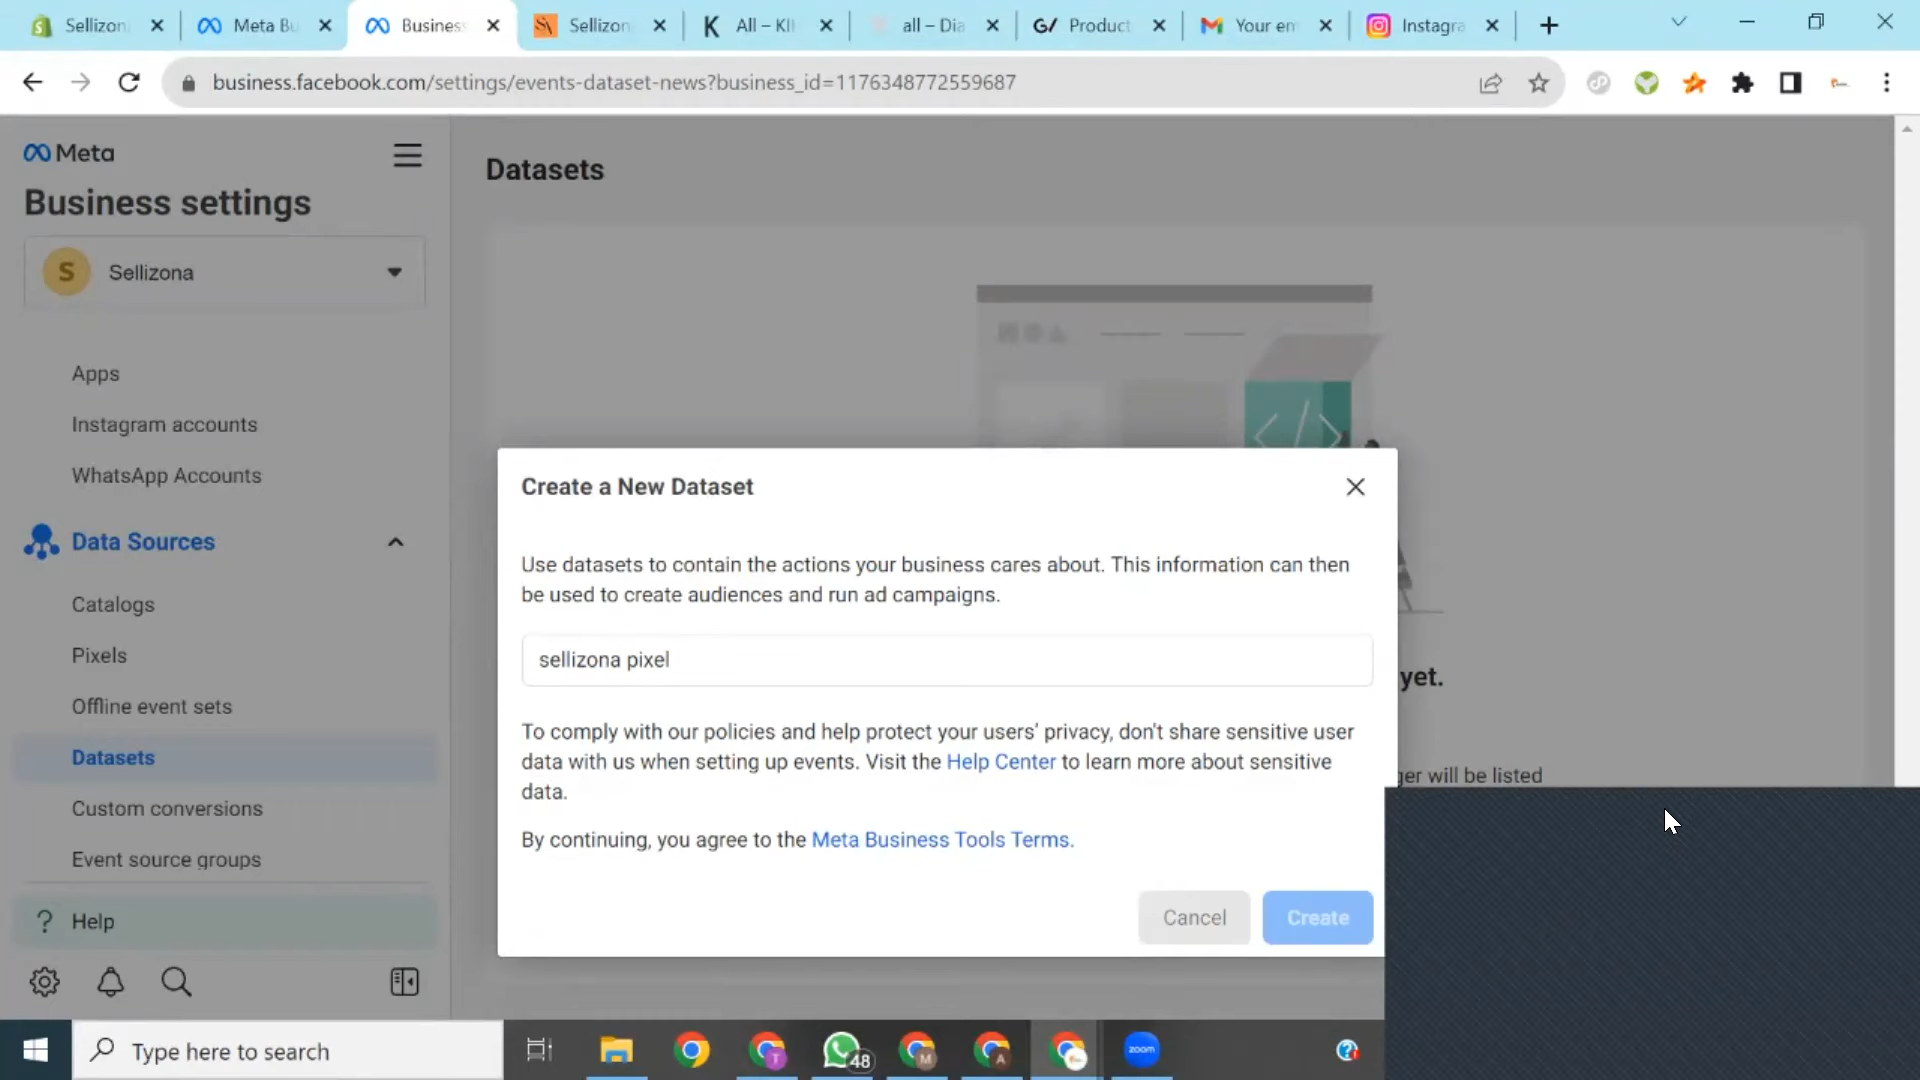 Sellizon
Meta Bu
Business
Sellizon
All – KII
all – Dia
Product
Your em
Instagra
business.facebook.com/settings/events-dataset-news?business_id=1176348772559687
Meta
Business settings
S
Sellizona
Apps
Instagram accounts
WhatsApp Accounts
Data Sources
Catalogs
Pixels
Offline event sets
Datasets
Custom conversions
Event source groups
? Help
Datasets
</>
Create a New Dataset
Use datasets to contain the actions your business cares about. This information can then
be used to create audiences and run ad campaigns.
sellizona pixel
To comply with our policies and help protect your users' privacy, don't share sensitive user
data with us when setting up events. Visit the Help Center to learn more about sensitive
data.
By continuing, you agree to the Meta Business Tools Terms.
Cancel
Create
yet.
ger will be listed
Type here to search
T
48
M
A
zoom